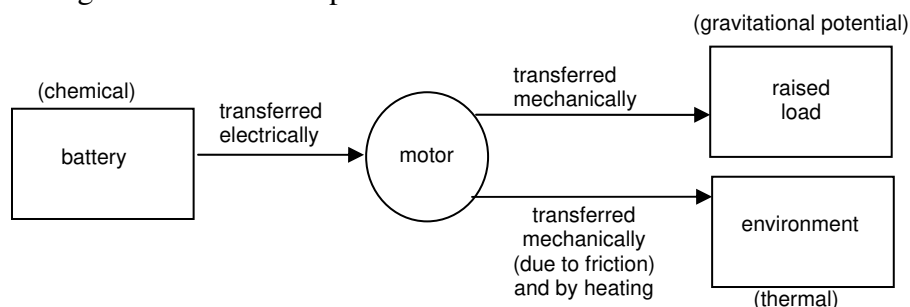 (gravitational potential)
(chemical)
transferred
electrically
battery
motor
transferred
mechanically
raised
load
transferred
mechanically
(due to friction)
and by heating
environment
(thermal)